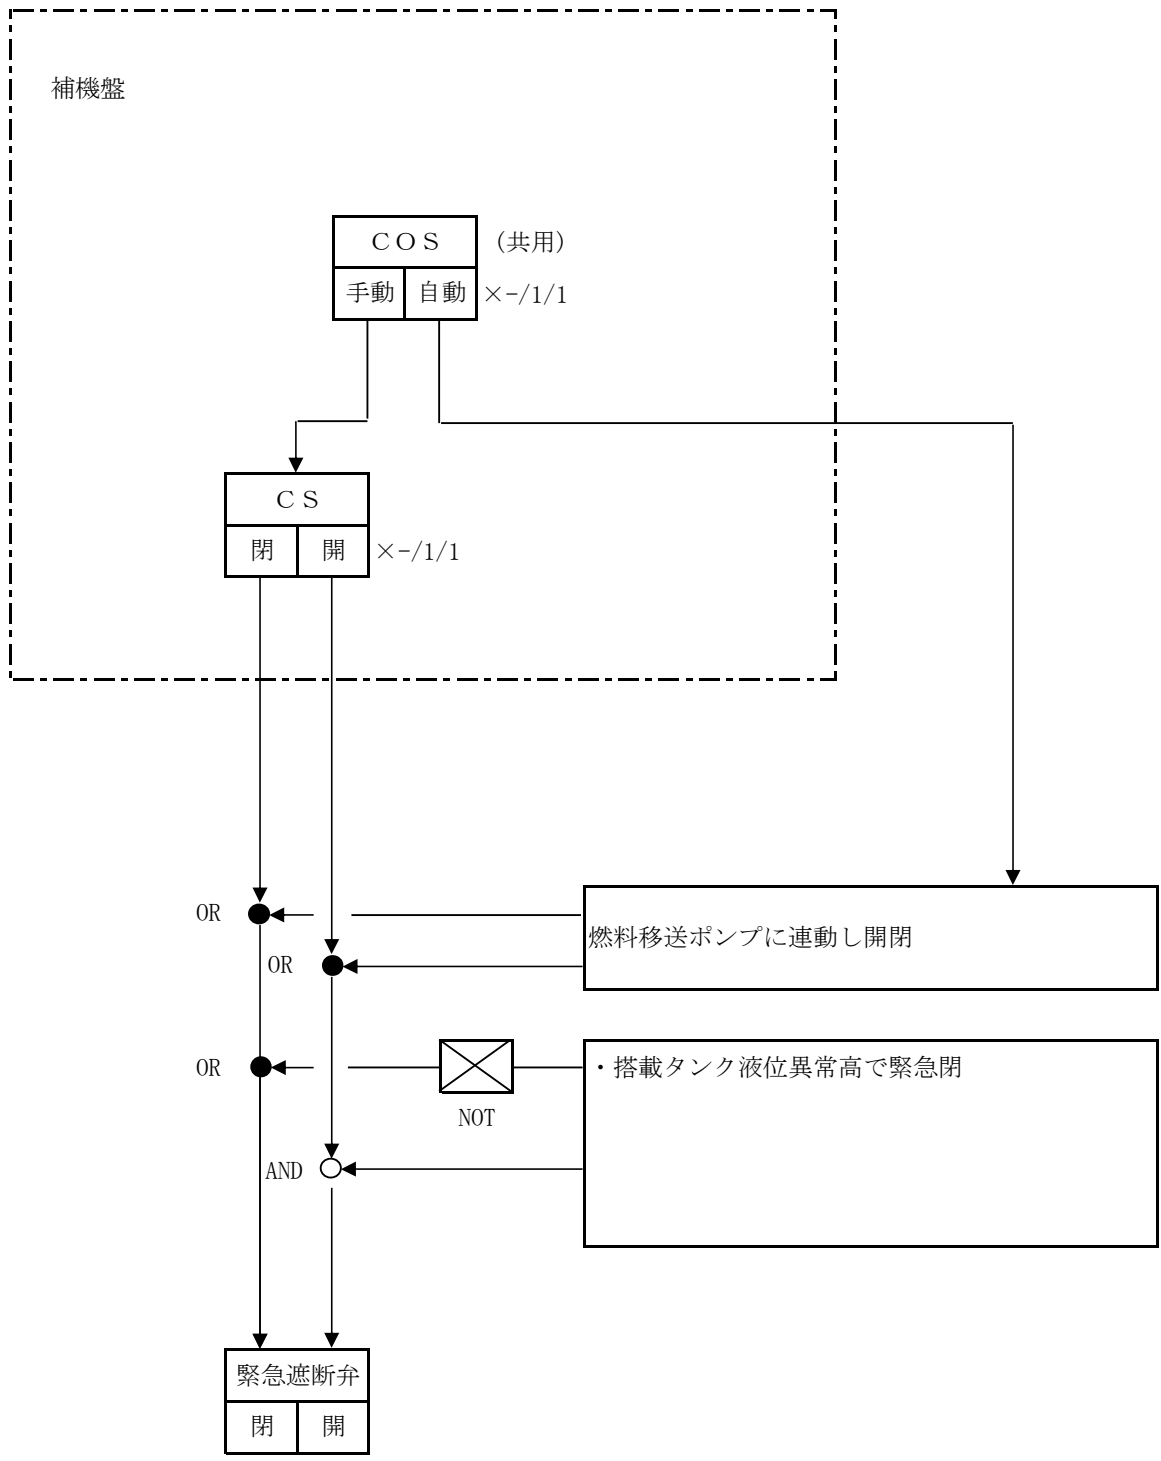 補機盤
ＣＯＳ (共用)
手動 自動 ×-/1/1
ＣＳ
閉 開 ×-/1/1
OR
燃料移送ポンプに連動し開閉
OR
OR
・搭載タンク液位異常高で緊急閉
NOT
AND
緊急遮断弁
閉 開